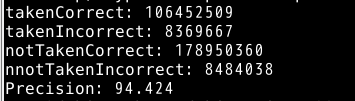 takenCorrect: 106452509
takenIncorrect: 8369667
notTakenCorrect: 178950360
nnotTakenIncorrect: 8484038
Precision: 94.424